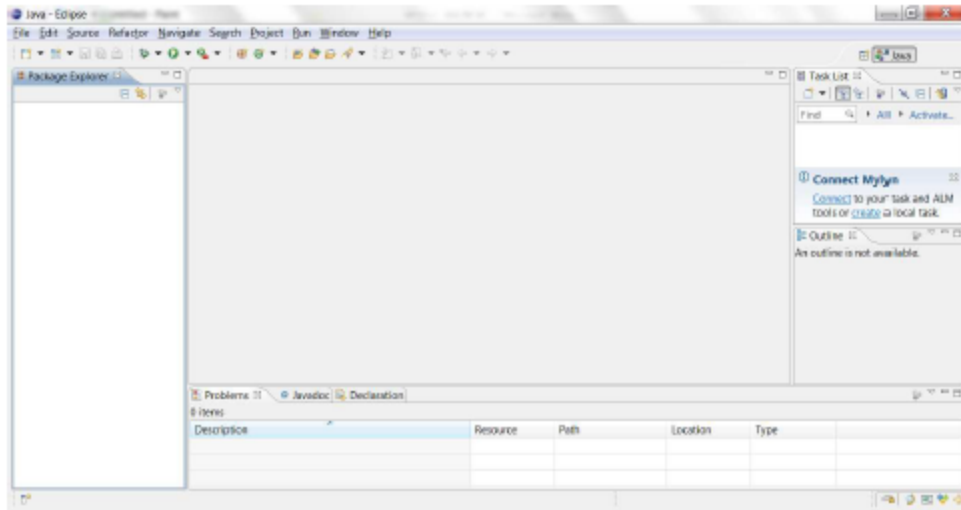 Java - Eclipse
File Edit Source Refactor Navigate Search Project Run Window Help
Java
Package Explorer
Task List
Find All Activate...
Connect Mylyn
Connect to your task and ALM
tools or create a local task.
Outline
An outline is not available.
Problems Javadoc Declaration
0 items
Description Resource Path Location Type